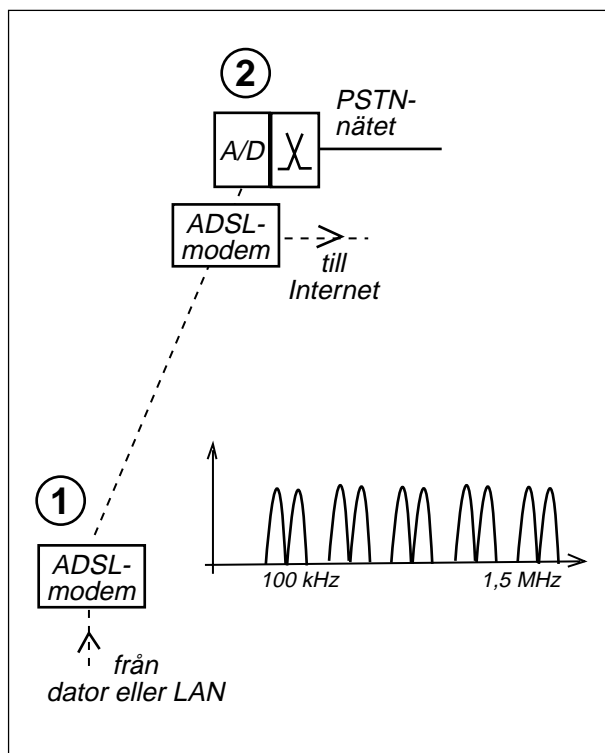 2
PSTN-
nätet
A/D
ADSL-
modem
till
Internet
1
ADSL-
modem
100 kHz
1,5 MHz
från
dator eller LAN